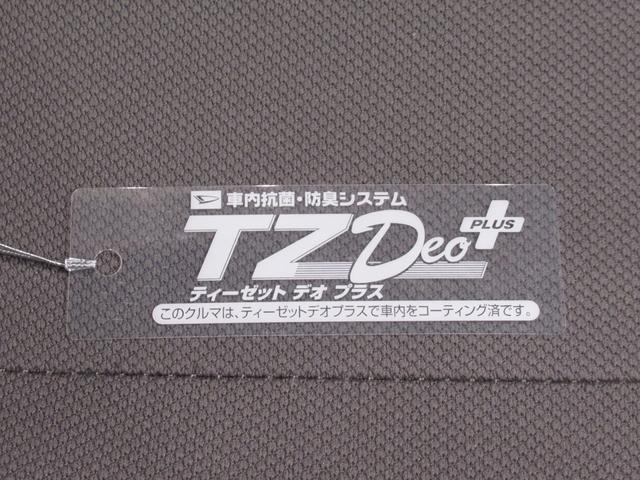 車内抗菌・防臭システム
TZ Deo PLUS
ティーゼット デオ プラス
このクルマは、ティーゼットデオプラスで車内をコーティング済です。